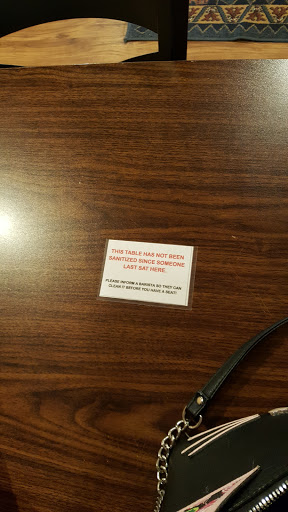 THIS TABLE HAS NOT BEEN
SANITIZED SINCE SOMEONE
LAST SAT HERE.
PLEASE INFORM A BARISTA SO THEY CAN
CLEAN IT BEFORE YOU HAVE A SEAT!